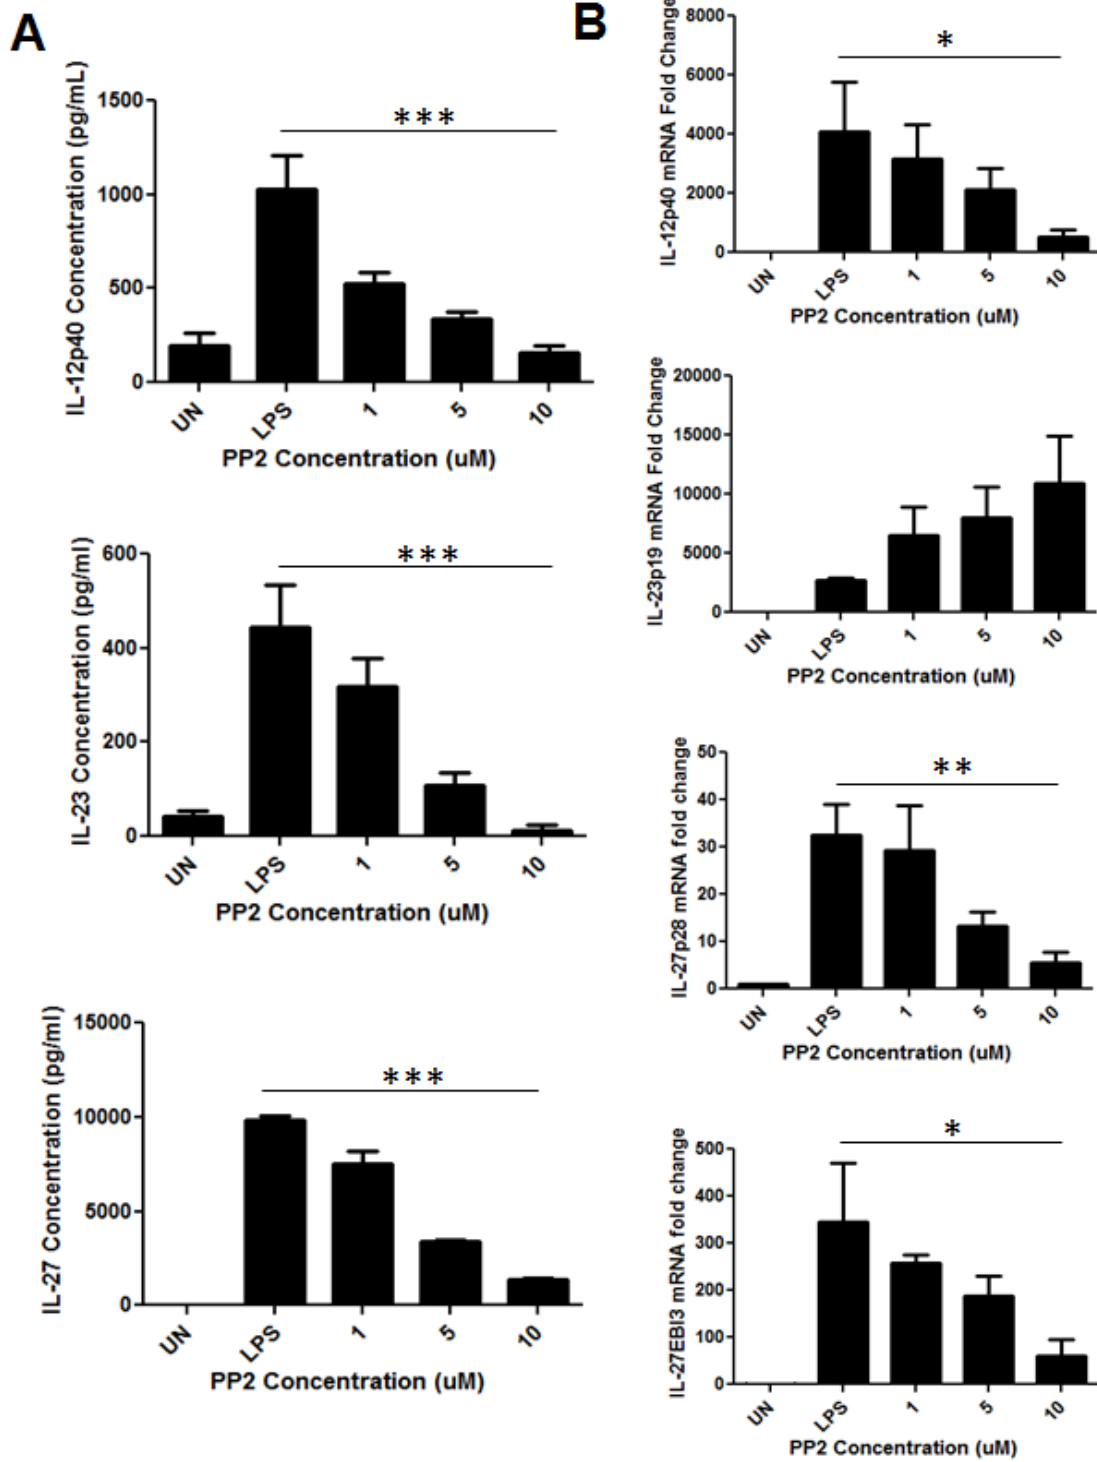 A
IL-12p40 Concentration (pg/mL)
1500
1000
500
0
***
UN
LPS
1
5
10
PP2 Concentration (uM)
IL-23 Concentration (pg/ml)
600
400
200
0
***
UN
LPS
1
5
10
PP2 Concentration (uM)
IL-27 Concentration (pg/ml)
15000
10000
5000
0
***
UN
LPS
1
5
10
PP2 Concentration (uM)
B
IL-12p40 mRNA Fold Change
8000
6000
4000
2000
0
*
UN
LPS
1
5
10
PP2 Concentration (uM)
IL-23p19 mRNA Fold Change
20000
15000
10000
5000
0
UN
LPS
1
5
10
PP2 Concentration (uM)
IL-27p28 mRNA fold change
50
40
30
20
10
0
**
UN
LPS
1
5
10
PP2 Concentration (uM)
IL-27EBI3 mRNA fold change
500
400
300
200
100
0
*
UN
LPS
1
5
10
PP2 Concentration (uM)